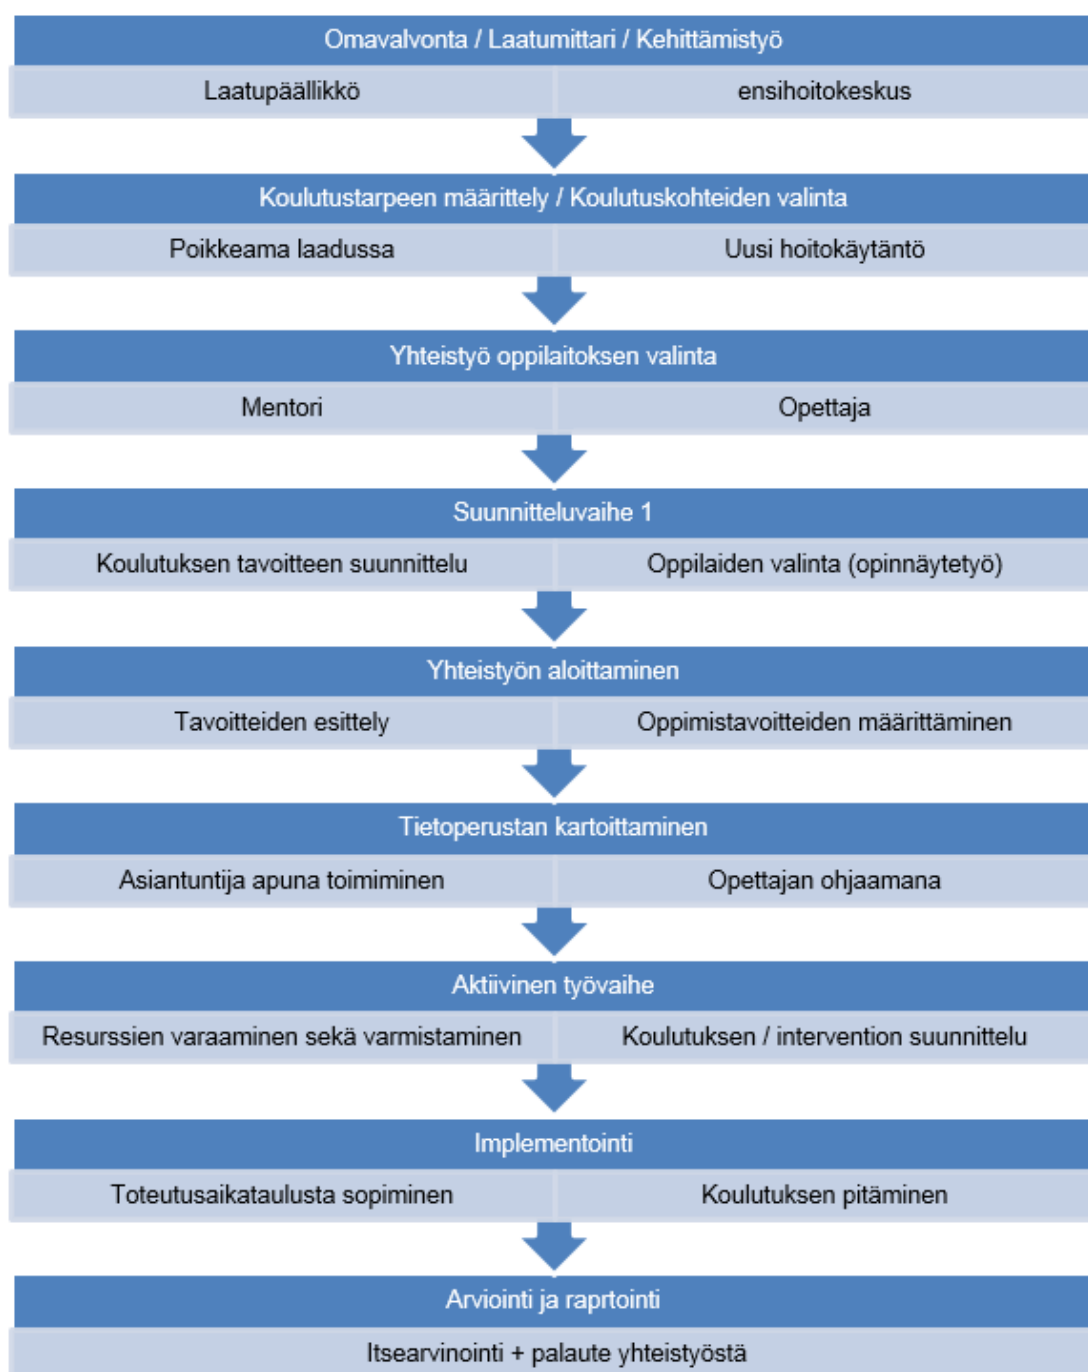 Omavalvonta / Laatumittari / Kehittämistyö
Laatupäällikkö
ensihoitokeskus
Koulutustarpeen määrittely / Koulutuskohteiden valinta
Poikkeama laadussa
Uusi hoitokäytäntö
Yhteistyö oppilaitoksen valinta
Mentori
Opettaja
Suunnitteluvaihe 1
Koulutuksen tavoitteen suunnittelu
Oppilaiden valinta (opinnäytetyö)
Yhteistyön aloittaminen
Tavoitteiden esittely
Oppimistavoitteiden määrittäminen
Tietoperustan kartoittaminen
Asiantuntija apuna toimiminen
Opettajan ohjaamana
Aktiivinen työvaihe
Resurssien varaaminen sekä varmistaminen
Koulutuksen / intervention suunnittelu
Implementointi
Toteutusaikataulusta sopiminen
Koulutuksen pitäminen
Arviointi ja raprtointi
Itsearvinointi + palaute yhteistyöstä